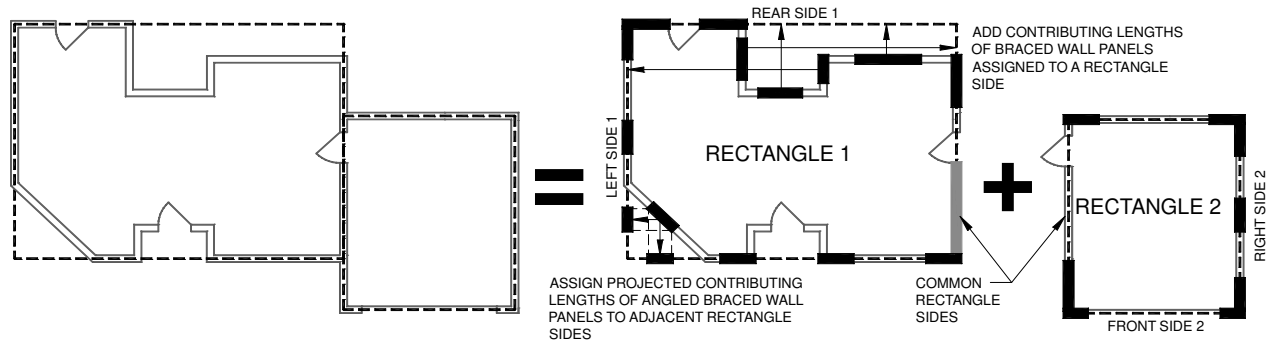 REAR SIDE 1
ADD CONTRIBUTING LENGTHS
OF BRACED WALL PANELS
ASSIGNED TO A RECTANGLE
SIDE
LEFT SIDE 1
RECTANGLE 1
RECTANGLE 2
RIGHT SIDE 2
ASSIGN PROJECTED CONTRIBUTING
LENGTHS OF ANGLED BRACED WALL
PANELS TO ADJACENT RECTANGLE
SIDES
COMMON
RECTANGLE
SIDES
FRONT SIDE 2